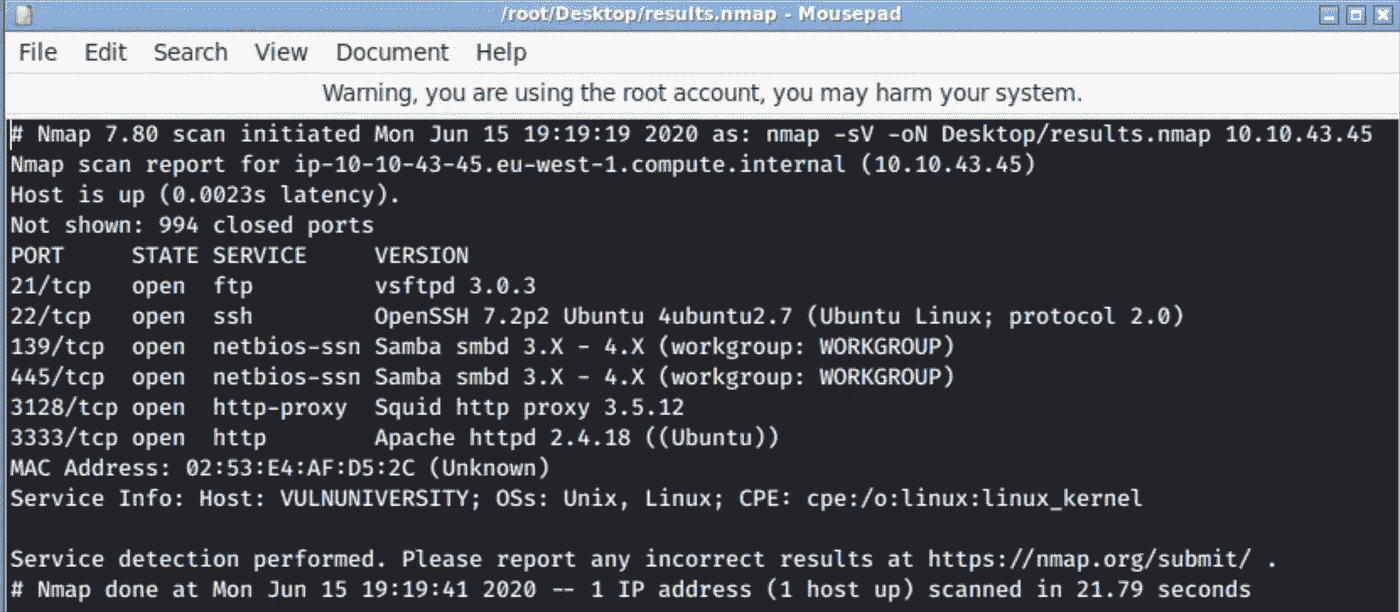 /root/Desktop/results.nmap - Mousepad
File Edit Search View Document Help
Warning, you are using the root account, you may harm your system.
# Nmap 7.80 scan initiated Mon Jun 15 19:19:19 2020 as: nmap -sV -oN Desktop/results.nmap 10.10.43.45
Nmap scan report for ip-10-10-43-45.eu-west-1.compute.internal (10.10.43.45)
Host is up (0.0023s latency).
Not shown: 994 closed ports
PORT     STATE SERVICE     VERSION
21/tcp   open  ftp         vsftpd 3.0.3
22/tcp   open  ssh         OpenSSH 7.2p2 Ubuntu 4ubuntu2.7 (Ubuntu Linux; protocol 2.0)
139/tcp  open  netbios-ssn Samba smbd 3.X - 4.X (workgroup: WORKGROUP)
445/tcp  open  netbios-ssn Samba smbd 3.X - 4.X (workgroup: WORKGROUP)
3128/tcp open  http-proxy  Squid http proxy 3.5.12
3333/tcp open  http        Apache httpd 2.4.18 ((Ubuntu))
MAC Address: 02:53:E4:AF:D5:2C (Unknown)
Service Info: Host: VULNUNIVERSITY; OSs: Unix, Linux; CPE: cpe:/o:linux:linux_kernel
Service detection performed. Please report any incorrect results at https://nmap.org/submit/ .
# Nmap done at Mon Jun 15 19:19:41 2020 -- 1 IP address (1 host up) scanned in 21.79 seconds